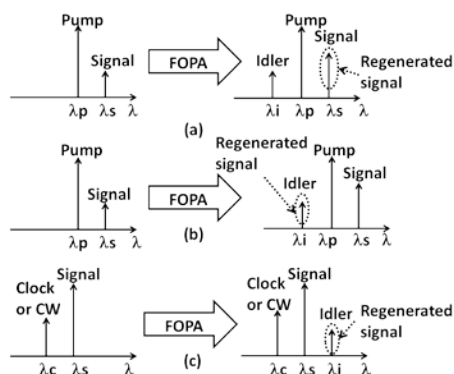 Pump
Signal
λp λs λ
FOPA
Pump
Signal
Idler
Regenerated
signal
λi λp λs λ
(a)
Pump
Signal
λp λs λ
FOPA
Regenerated
signal
Idler
Pump
Signal
λi λp λs λ
(b)
Signal
Clock
or CW
λc λs λ
FOPA
Signal
Clock
or CW
Idler
Regenerated
signal
λc λs λi λ
(c)